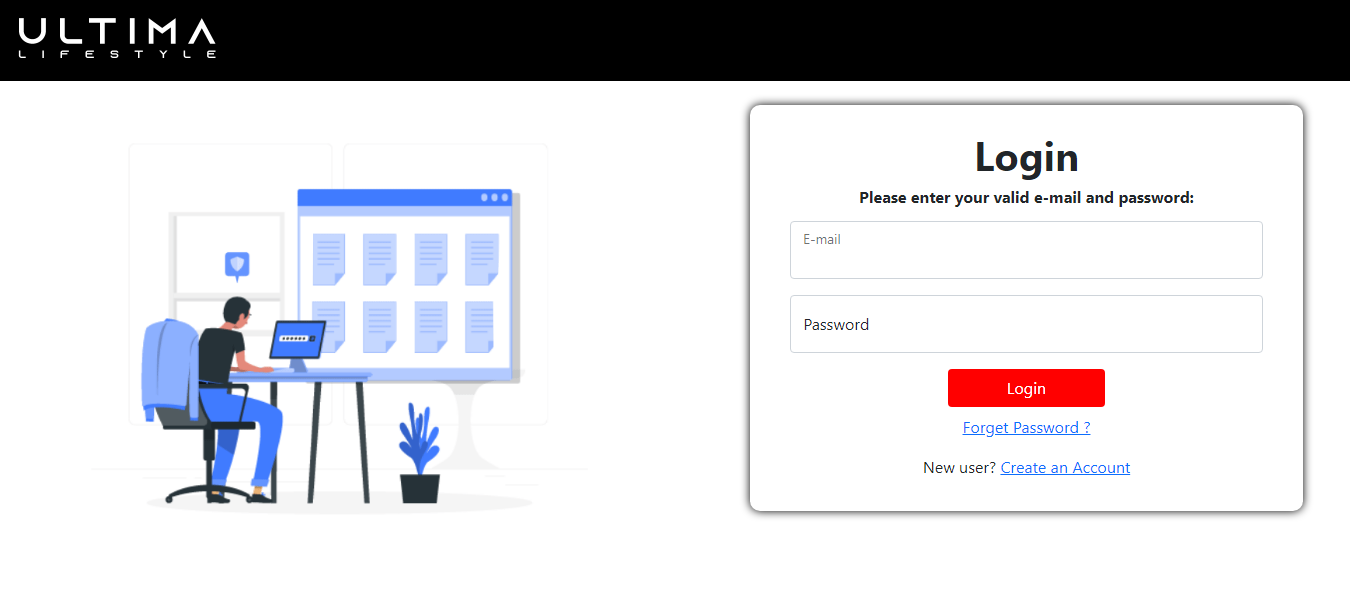 ULTIMA
LIFESTYLE
Login
Please enter your valid e-mail and password:
E-mail
Password
Login
Forget Password ?
New user? Create an Account